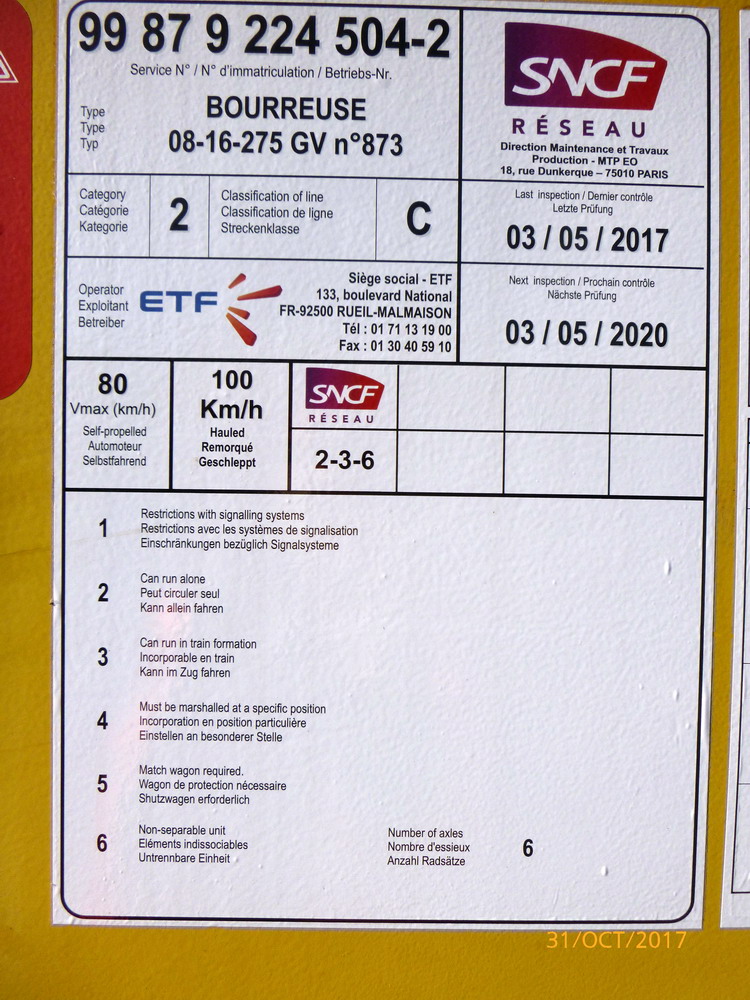 99 87 9 224 504-2
Service N° / N° d'immatriculation / Betriebs-Nr.
Type
Type
Typ
BOURREUSE
08-16-275 GV n°873
SNCF
RÉSEAU
Direction Maintenance et Travaux
Production - MTP EO
18, rue Dunkerque – 75010 PARIS
Category
Catégorie
Kategorie
2
Classification of line
Classification de ligne
Streckenklasse
C
Last inspection / Dernier contrôle
Letzte Prüfung
03 / 05 / 2017
Operator
Exploitant
Betreiber
ETF
Siège social - ETF
133, boulevard National
FR-92500 RUEIL-MALMAISON
Tél : 01 71 13 19 00
Fax : 01 30 40 59 10
Next inspection / Prochain contrôle
Nächste Prüfung
03 / 05 / 2020
80
Vmax (km/h)
Self-propelled
Automoteur
Selbstfahrend
100
Km/h
Hauled
Remorqué
Geschleppt
SNCF
RÉSEAU
2-3-6
1
Restrictions with signalling systems
Restrictions avec les systèmes de signalisation
Einschränkungen bezüglich Signalsysteme
2
Can run alone
Peut circuler seul
Kann allein fahren
3
Can run in train formation
Incorporable en train
Kann im Zug fahren
4
Must be marshalled at a specific position
Incorporation en position particulière
Einstellen an besonderer Stelle
5
Match wagon required.
Wagon de protection nécessaire
Shutzwagen erforderlich
6
Non-separable unit
Eléments indissociables
Untrennbare Einheit
Number of axles
Nombre d'essieux
Anzahl Radsätze
6
31/OCT/2017